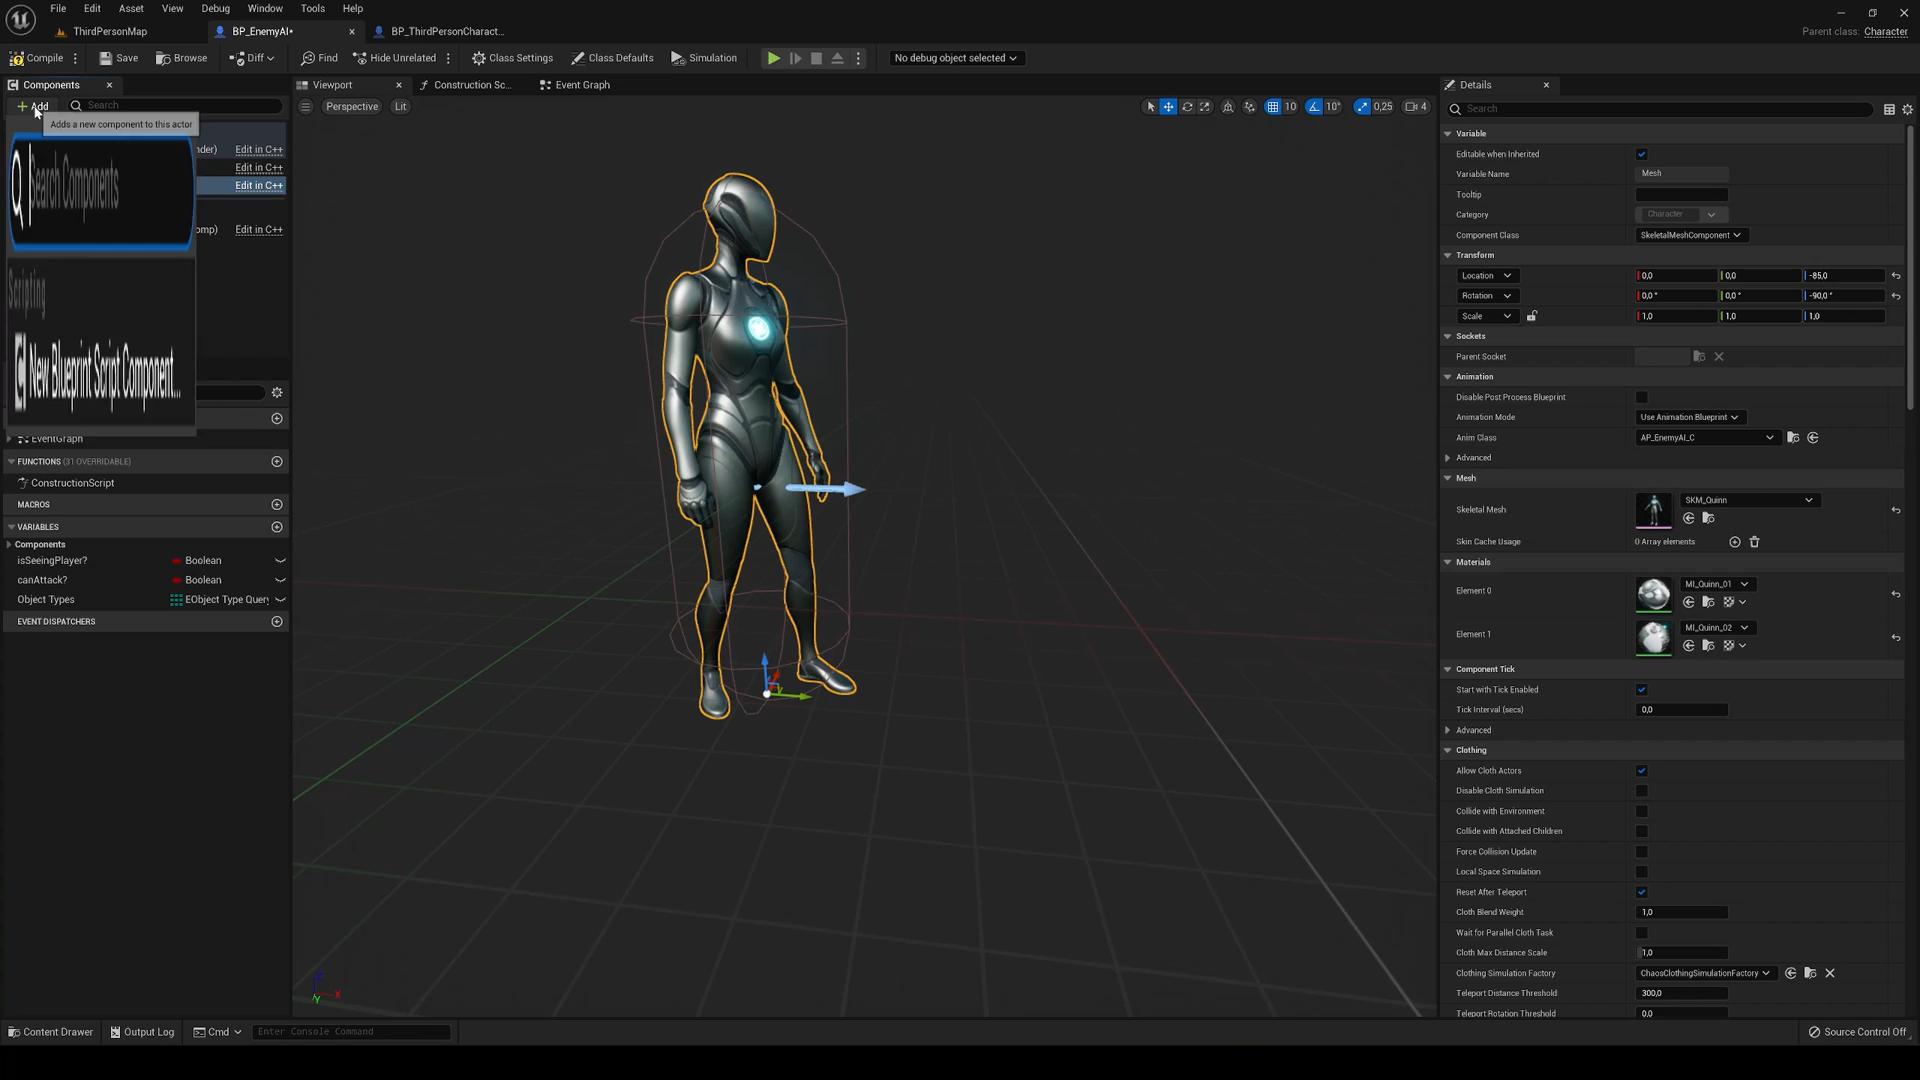 File Edit Asset View Debug Window Tools Help
ThirdPersonMap BP_EnemyAI* BP_ThirdPersonCharact... Parent class: Character
Compile Save Browse Diff Find Hide Unrelated Class Settings Class Defaults Simulation No debug object selected
Components Viewport Construction Sc... Event Graph Details
+ Add Search Perspective Lit 10 10° 0,25 4 Search
Adds a new component to this actor
Search Components
nder) Edit in C++
Edit in C++
Edit in C++
omp) Edit in C++
Scripting
New Blueprint Script Component...
EventGraph
FUNCTIONS (31 OVERRIDABLE)
ConstructionScript
MACROS
VARIABLES
Components
isSeeingPlayer? Boolean
canAttack? Boolean
Object Types EObject Type Query
EVENT DISPATCHERS
Z
X
Y
Variable
Editable when Inherited
Variable Name Mesh
Tooltip
Category Character
Component Class SkeletalMeshComponent
Transform
Location 0,0 0,0 -85,0
Rotation 0,0 ° 0,0 ° -90,0 °
Scale 1,0 1,0 1,0
Sockets
Parent Socket
Animation
Disable Post Process Blueprint
Animation Mode Use Animation Blueprint
Anim Class AP_EnemyAI_C
Advanced
Mesh
Skeletal Mesh SKM_Quinn
Skin Cache Usage 0 Array elements
Materials
Element 0 MI_Quinn_01
Element 1 MI_Quinn_02
Component Tick
Start with Tick Enabled
Tick Interval (secs) 0,0
Advanced
Clothing
Allow Cloth Actors
Disable Cloth Simulation
Collide with Environment
Collide with Attached Children
Force Collision Update
Local Space Simulation
Reset After Teleport
Cloth Blend Weight 1,0
Wait for Parallel Cloth Task
Cloth Max Distance Scale 1,0
Clothing Simulation Factory ChaosClothingSimulationFactory
Teleport Distance Threshold 300,0
Teleport Rotation Threshold 0,0
Content Drawer Output Log Cmd Enter Console Command Source Control Off